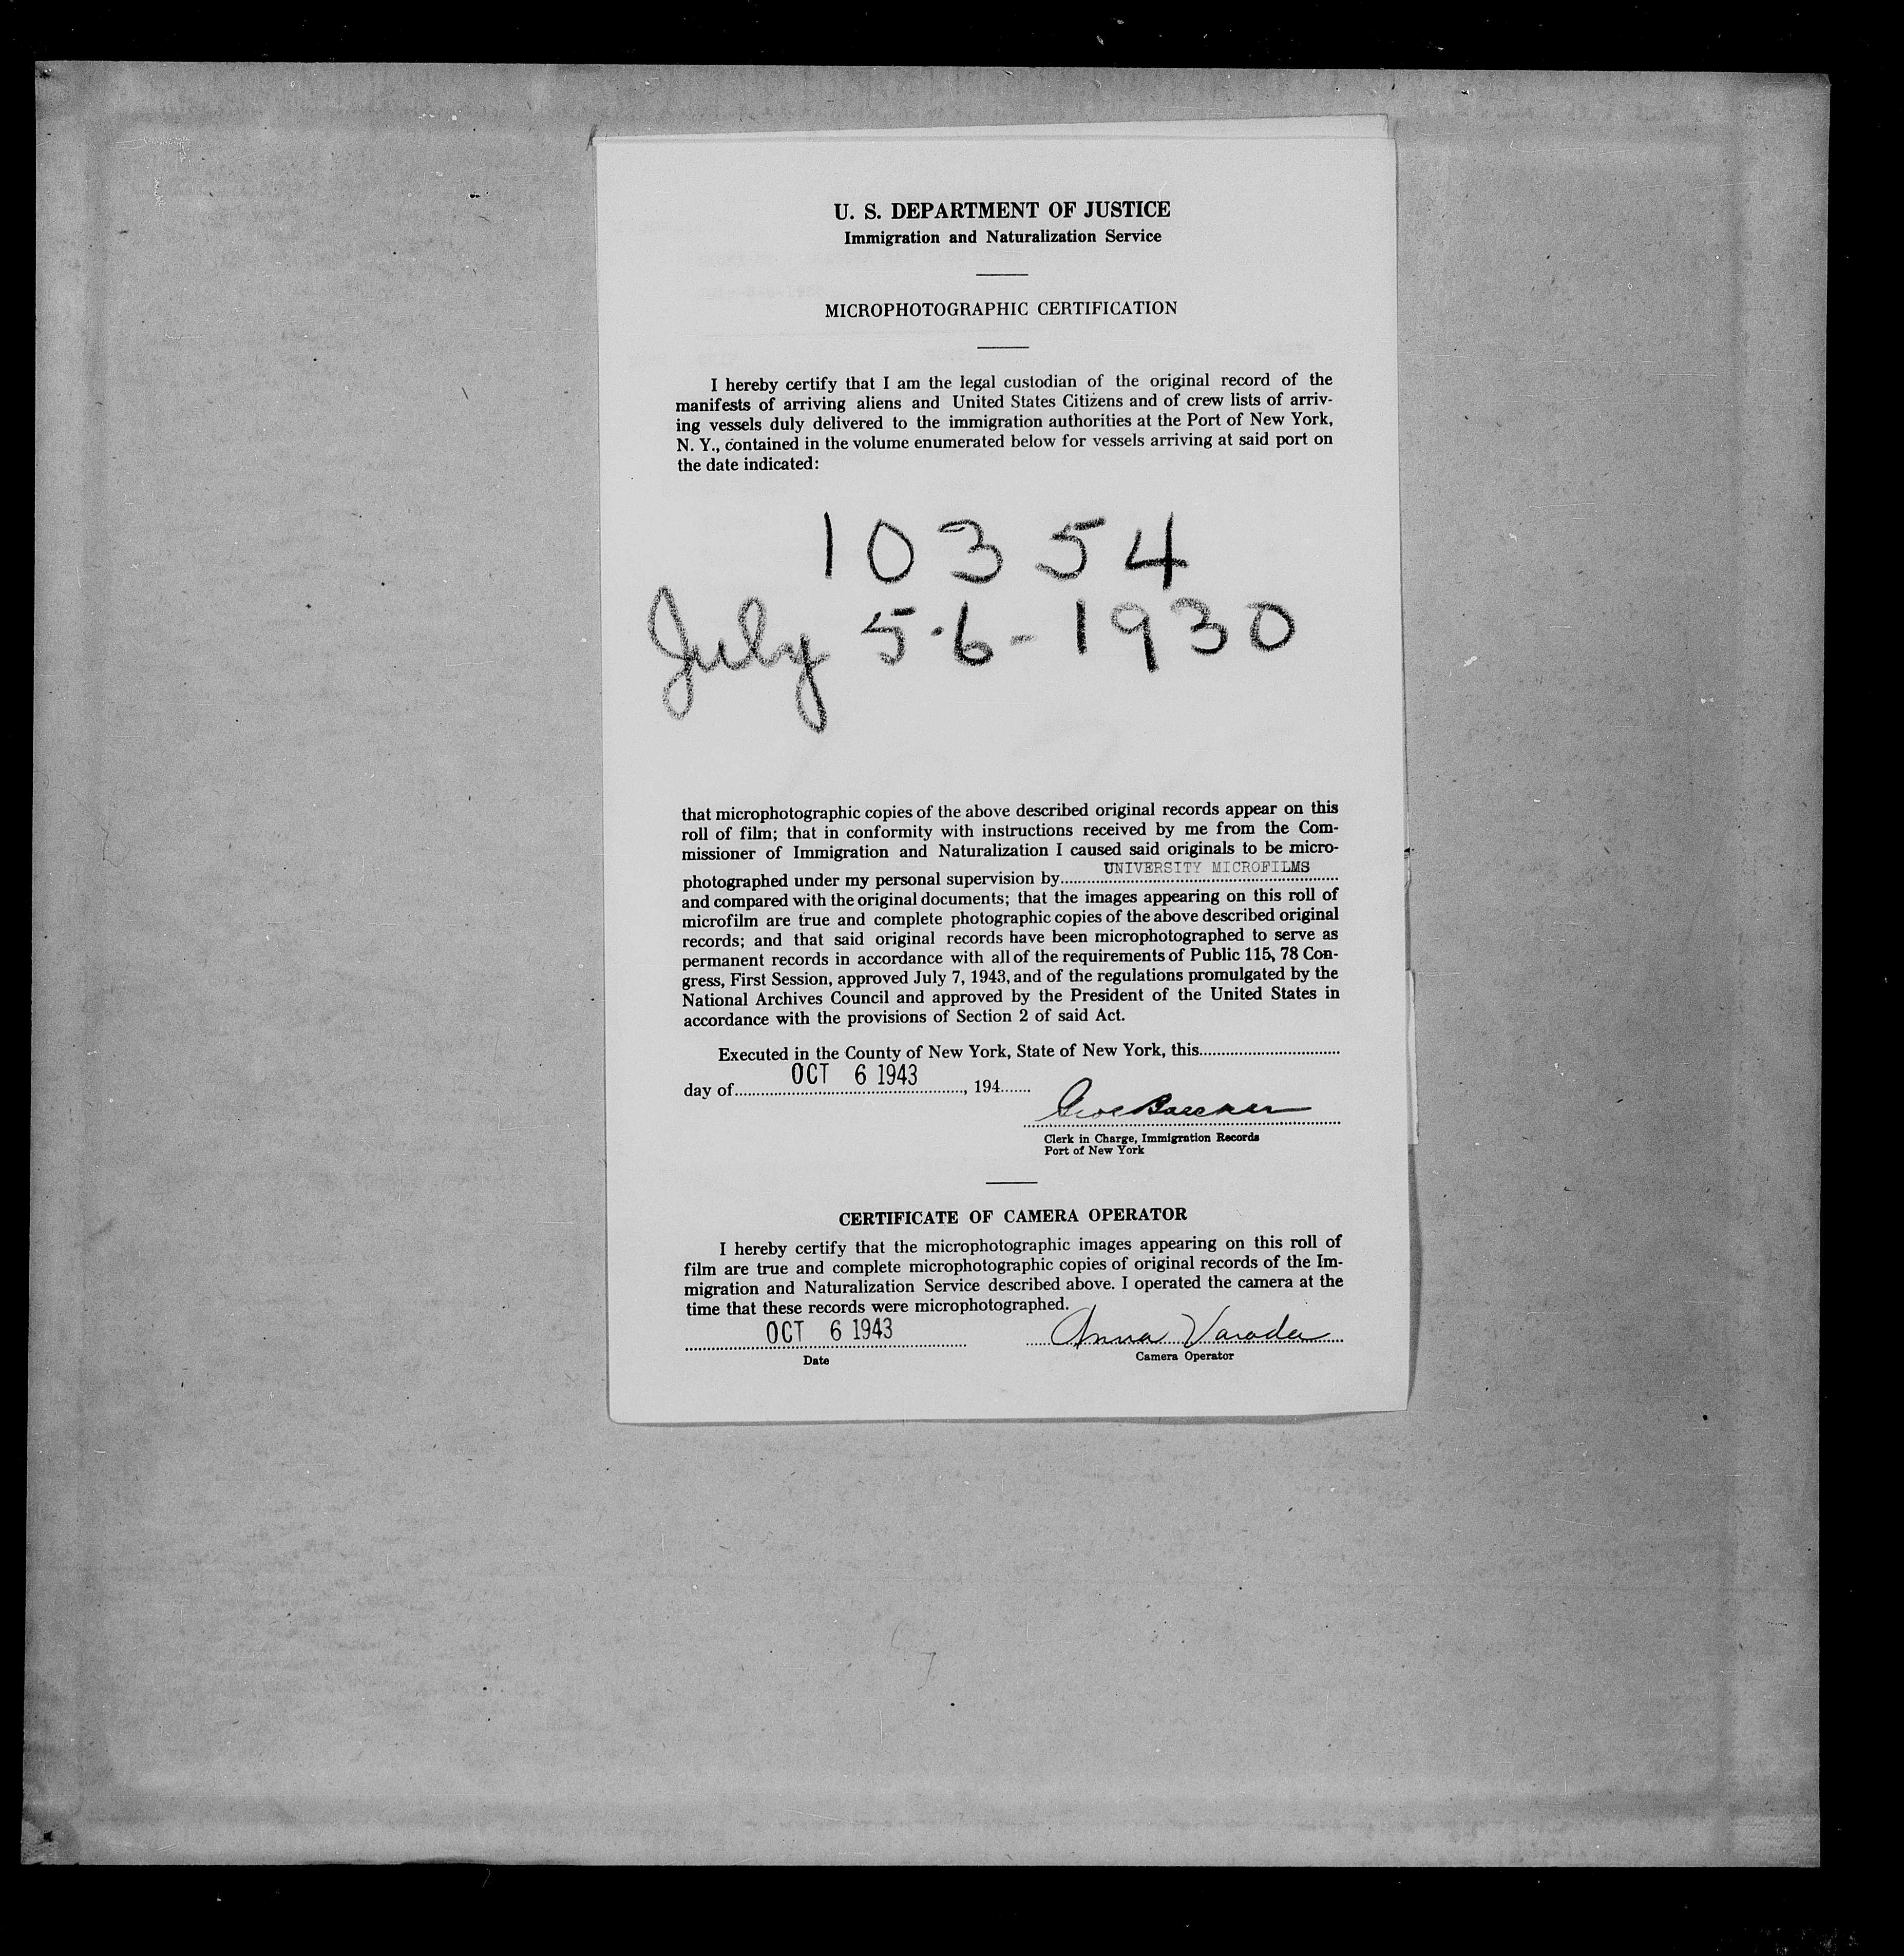 U. S. DEPARTMENT OF JUSTICE
Immigration and Naturalization Service
MICROPHOTOGRAPHIC CERTIFICATION
I hereby certify that I am the legal custodian of the original record of the
manifests of arriving aliens and United States Citizens and of crew lists of arriv-
ing vessels duly delivered to the immigration authorities at the Port of New York,
N. Y., contained in the volume enumerated below for vessels arriving at said port on
the date indicated:
10354
July 5-6-1930
that microphotographic copies of the above described original records appear on this
roll of film; that in conformity with instructions received by me from the Com-
missioner of Immigration and Naturalization I caused said originals to be micro-
photographed under my personal supervision by UNIVERSITY MICROFILMS
and compared with the original documents; that the images appearing on this roll of
microfilm are true and complete photographic copies of the above described original
records; and that said original records have been microphotographed to serve as
permanent records in accordance with all of the requirements of Public 115, 78 Con-
gress, First Session, approved July 7, 1943, and of the regulations promulgated by the
National Archives Council and approved by the President of the United States in
accordance with the provisions of Section 2 of said Act.
Executed in the County of New York, State of New York, this
day of OCT 6 1943, 194
Clerk in Charge, Immigration Records
Port of New York
CERTIFICATE OF CAMERA OPERATOR
I hereby certify that the microphotographic images appearing on this roll of
film are true and complete microphotographic copies of original records of the Im-
migration and Naturalization Service described above. I operated the camera at the
time that these records were microphotographed.
OCT 6 1943 Anna
Date Camera Operator